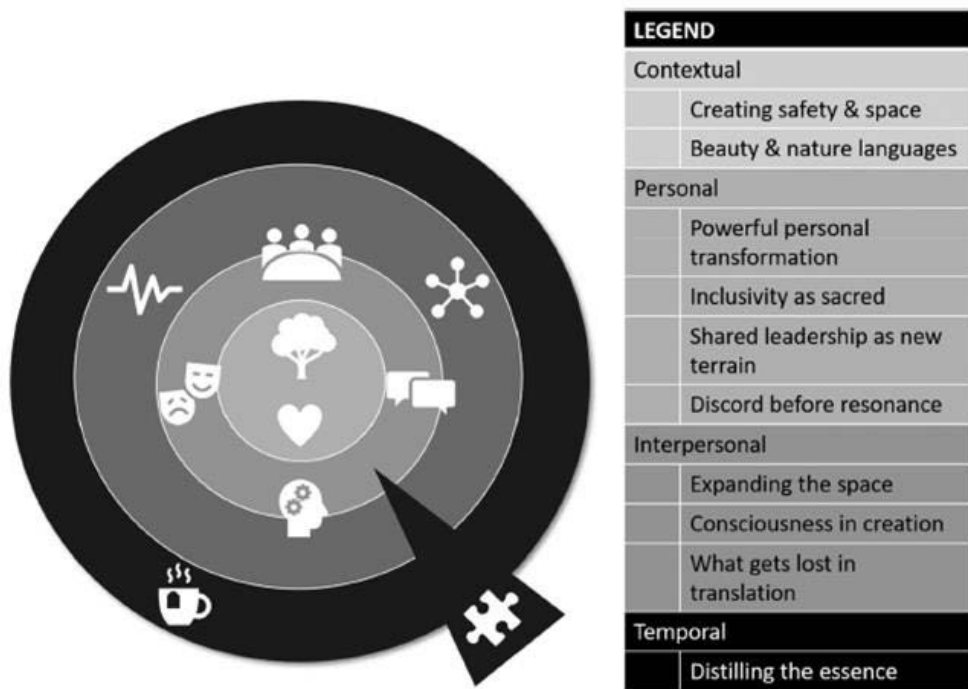 LEGEND
Contextual
Creating safety & space
Beauty & nature languages
Personal
Powerful personal
transformation
Inclusivity as sacred
Shared leadership as new
terrain
Discord before resonance
Interpersonal
Expanding the space
Consciousness in creation
What gets lost in
translation
Temporal
Distilling the essence